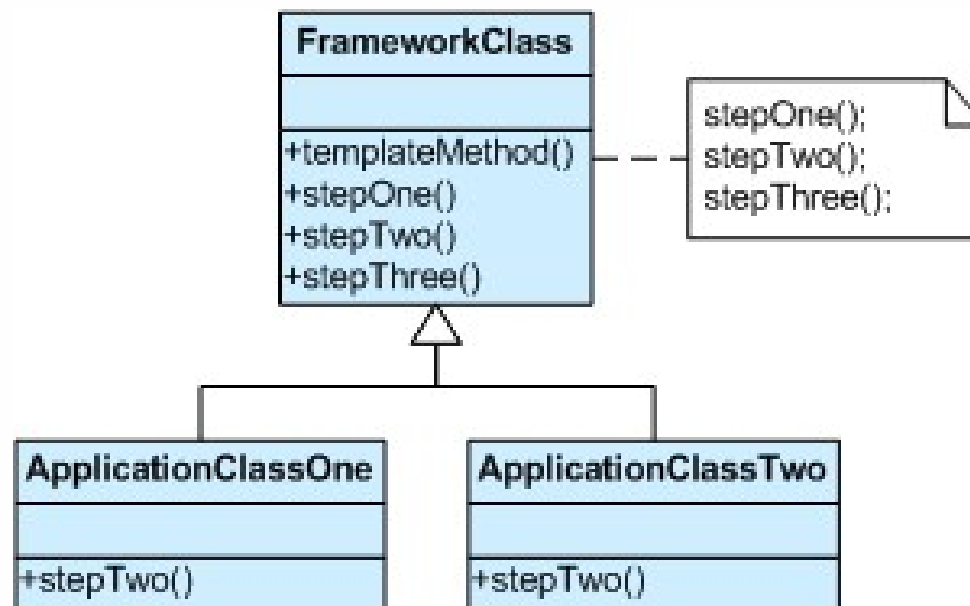 FrameworkClass
+templateMethod()
+stepOne()
+stepTwo()
+stepThree()
stepOne();
stepTwo();
stepThree();
ApplicationClassOne
+stepTwo()
ApplicationClassTwo
+stepTwo()